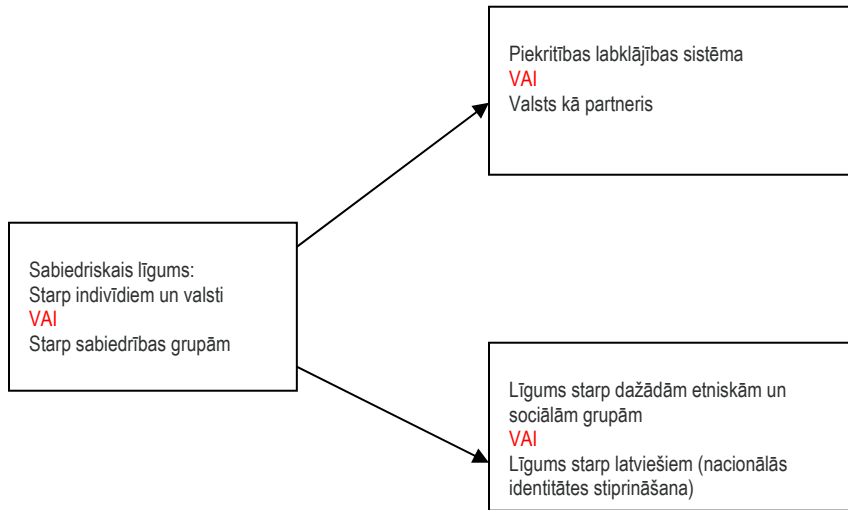 Piekritības labklājības sistēma
VAI
Valsts kā partneris
Sabiedriskais līgums:
Starp indivīdiem un valsti
VAI
Starp sabiedrības grupām
Līgums starp dažādām etniskām un
sociālām grupām
VAI
Līgums starp latviešiem (nacionālās
identitātes stiprināšana)